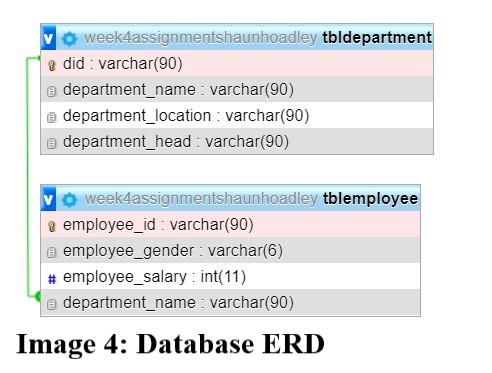 v week4assignmentshaunhoadley tbldepartment
did : varchar(90)
department_name : varchar(90)
department_location : varchar(90)
department_head : varchar(90)
v week4assignmentshaunhoadley tblemployee
employee_id : varchar(90)
employee_gender : varchar(6)
# employee_salary : int(11)
department_name : varchar(90)
Image 4: Database ERD